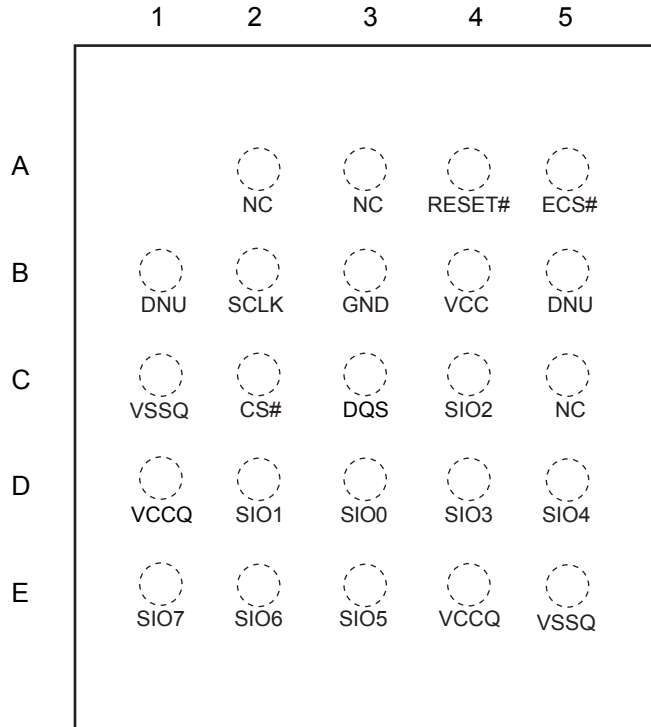 1 2 3 4 5
A
NC NC RESET# ECS#
B
DNU SCLK GND VCC DNU
C
VSSQ CS# DQS SIO2 NC
D
VCCQ SIO1 SIO0 SIO3 SIO4
E
SIO7 SIO6 SIO5 VCCQ VSSQ